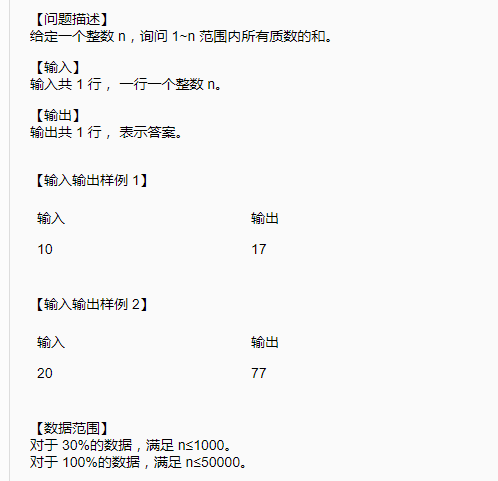 【问题描述】
给定一个整数 n，询问 1~n 范围内所有质数的和。
【输入】
输入共 1 行， 一行一个整数 n。
【输出】
输出共 1 行， 表示答案。
【输入输出样例 1】
输入 输出
10 17
【输入输出样例 2】
输入 输出
20 77
【数据范围】
对于 30%的数据，满足 n≤1000。
对于 100%的数据，满足 n≤50000。